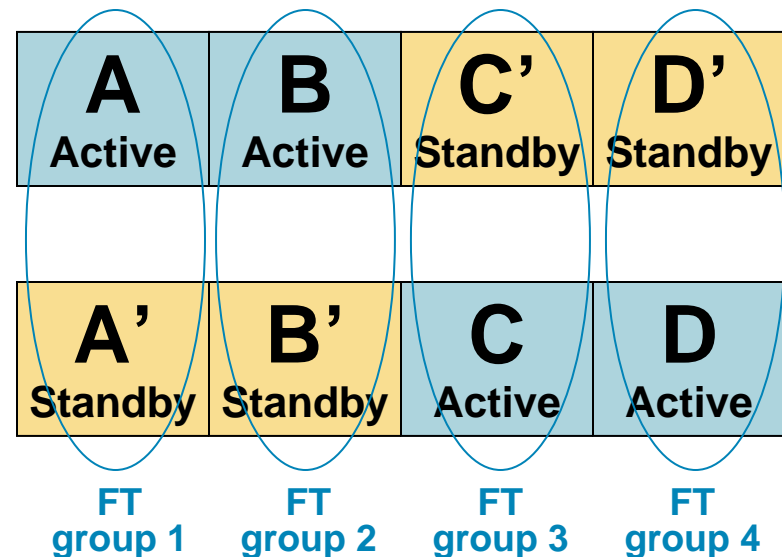 A B C’ D’
Active Active Standby Standby
A’ B’ C D
Standby Standby Active Active
FT FT FT FT
group 1 group 2 group 3 group 4